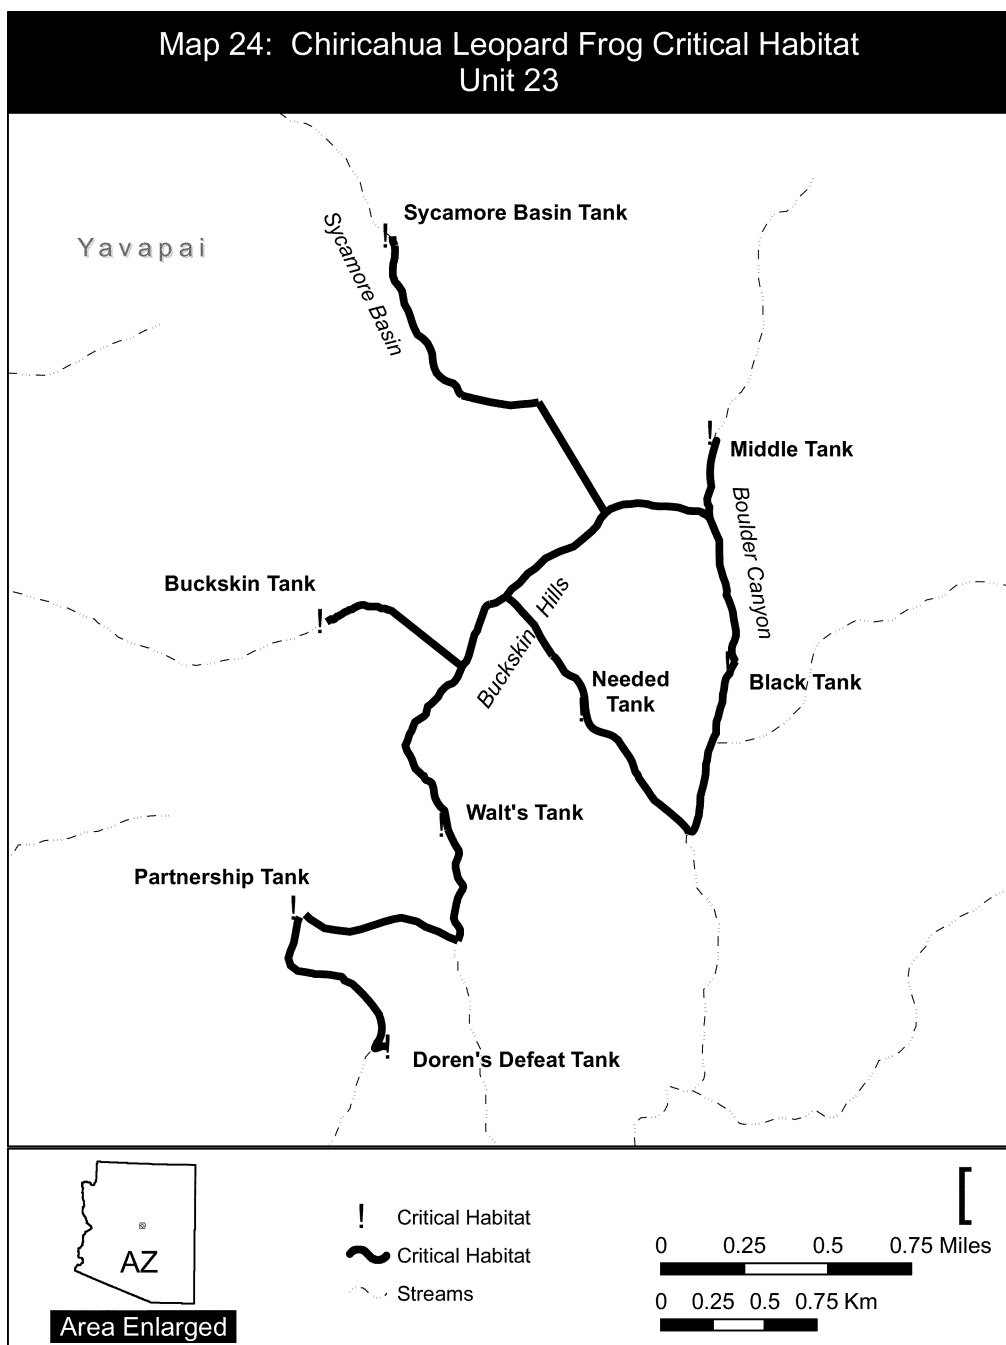 Map 24:  Chiricahua Leopard Frog Critical Habitat
Unit 23
Sycamore Basin Tank
Yavapai
Sycamore Basin
Middle Tank
Boulder Canyon
Buckskin Tank
Buckskin Hills
Needed
Tank
Black Tank
Walt's Tank
Partnership Tank
Doren's Defeat Tank
AZ
Area Enlarged
! Critical Habitat
Critical Habitat
Streams
[
0 0.25 0.5 0.75 Miles
0 0.25 0.5 0.75 Km